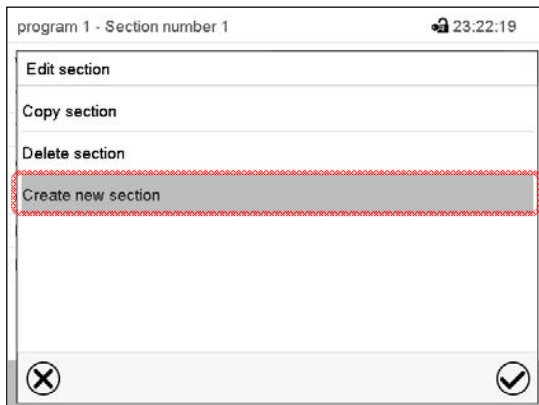 program 1 - Section number 1 23:22:19
Edit section
Copy section
Delete section
Create new section